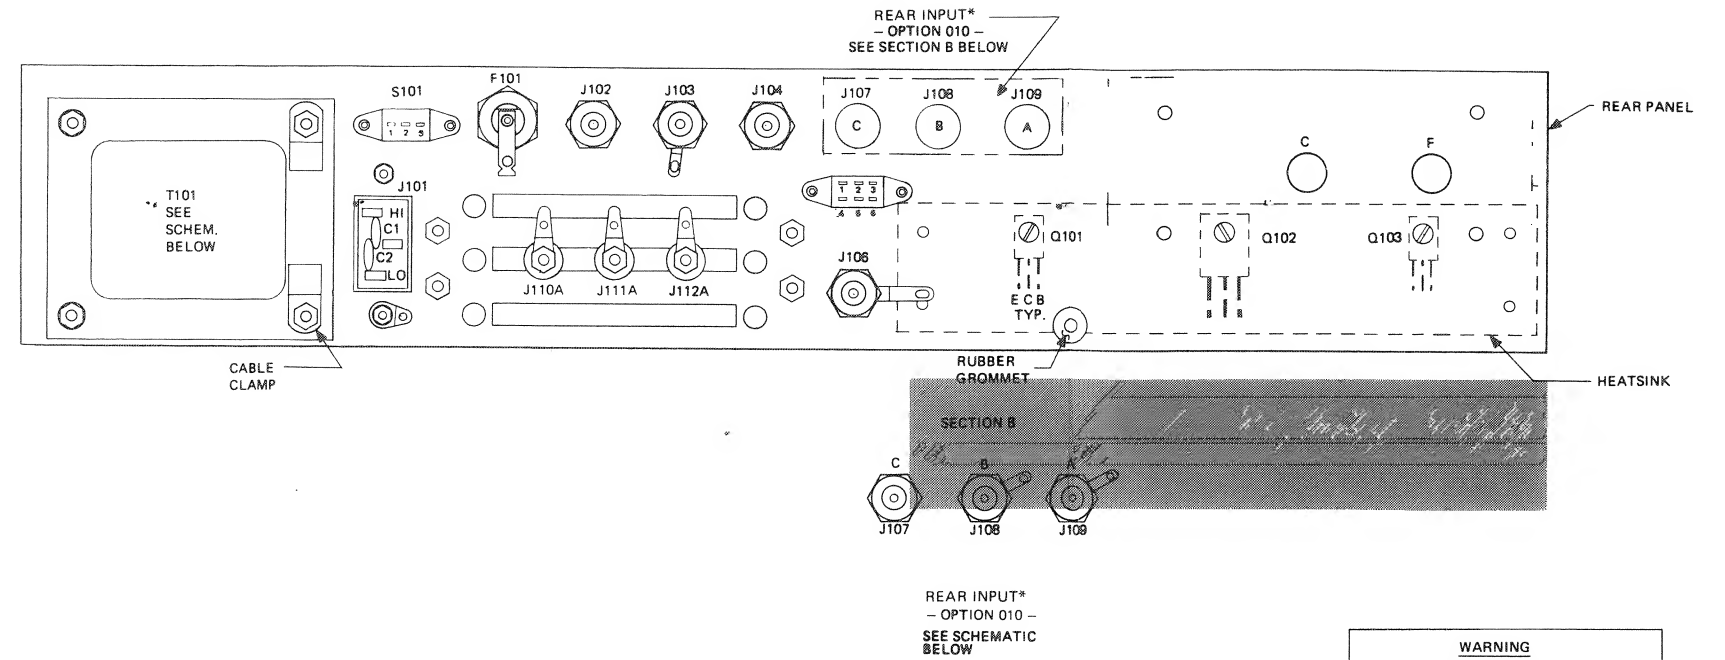 REAR INPUT*
– OPTION 010 –
SEE SECTION B BELOW
S101
F101
J102
J103
J104
J107
J108
J109
C
B
A
1 2 3
REAR PANEL
C
F
T101
SEE
SCHEM.
BELOW
J101
HI
C1
C2
LO
J110A
J111A
J112A
1 2 3
4 5 6
J106
Q101
Q102
Q103
E C B
TYP.
CABLE
CLAMP
RUBBER
GROMMET
HEATSINK
SECTION B
C
B
A
J107
J108
J109
REAR INPUT*
– OPTION 010 –
SEE SCHEMATIC
BELOW
WARNING